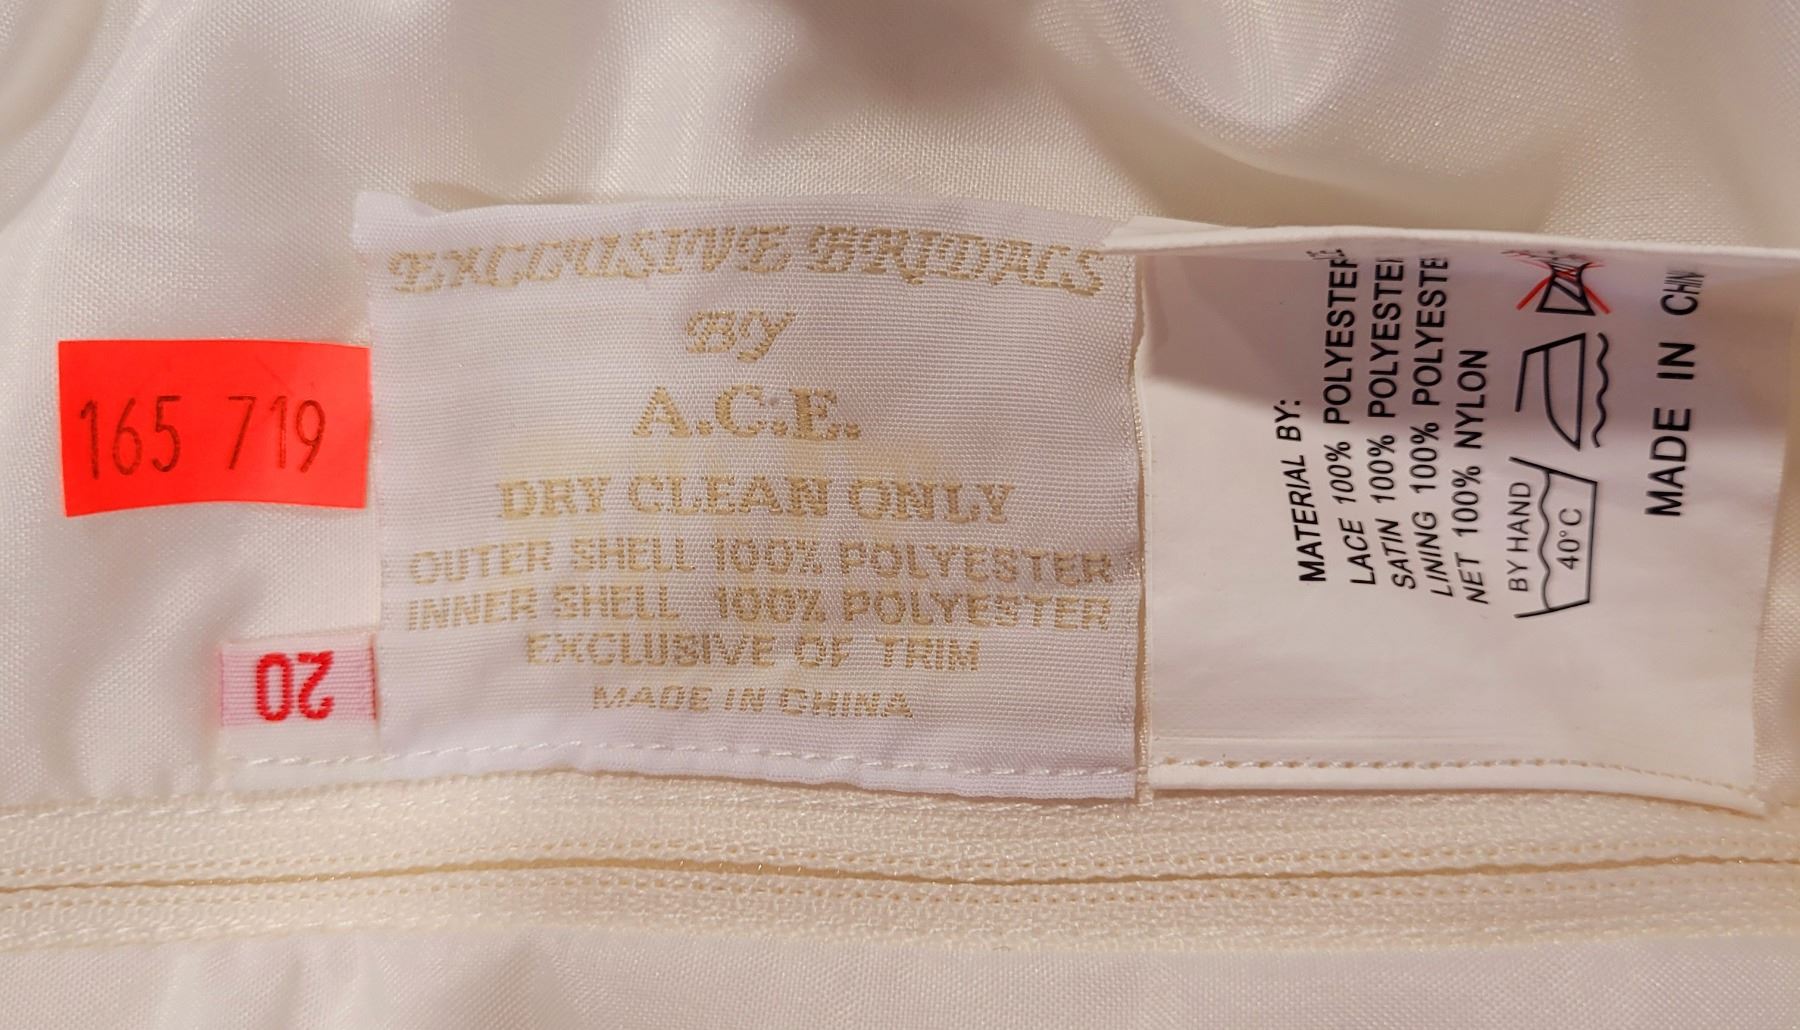 165 719
20
EXCLUSIVE BRIDALS
BY
A.C.E.
DRY CLEAN ONLY
OUTER SHELL 100% POLYESTER
INNER SHELL 100% POLYESTER
EXCLUSIVE OF TRIM
MADE IN CHINA
MATERIAL BY:
LACE 100% POLYESTER
SATIN 100% POLYESTER
LINING 100% POLYESTE
NET 100% NYLON
BY HAND
40°C
MADE IN CHIN